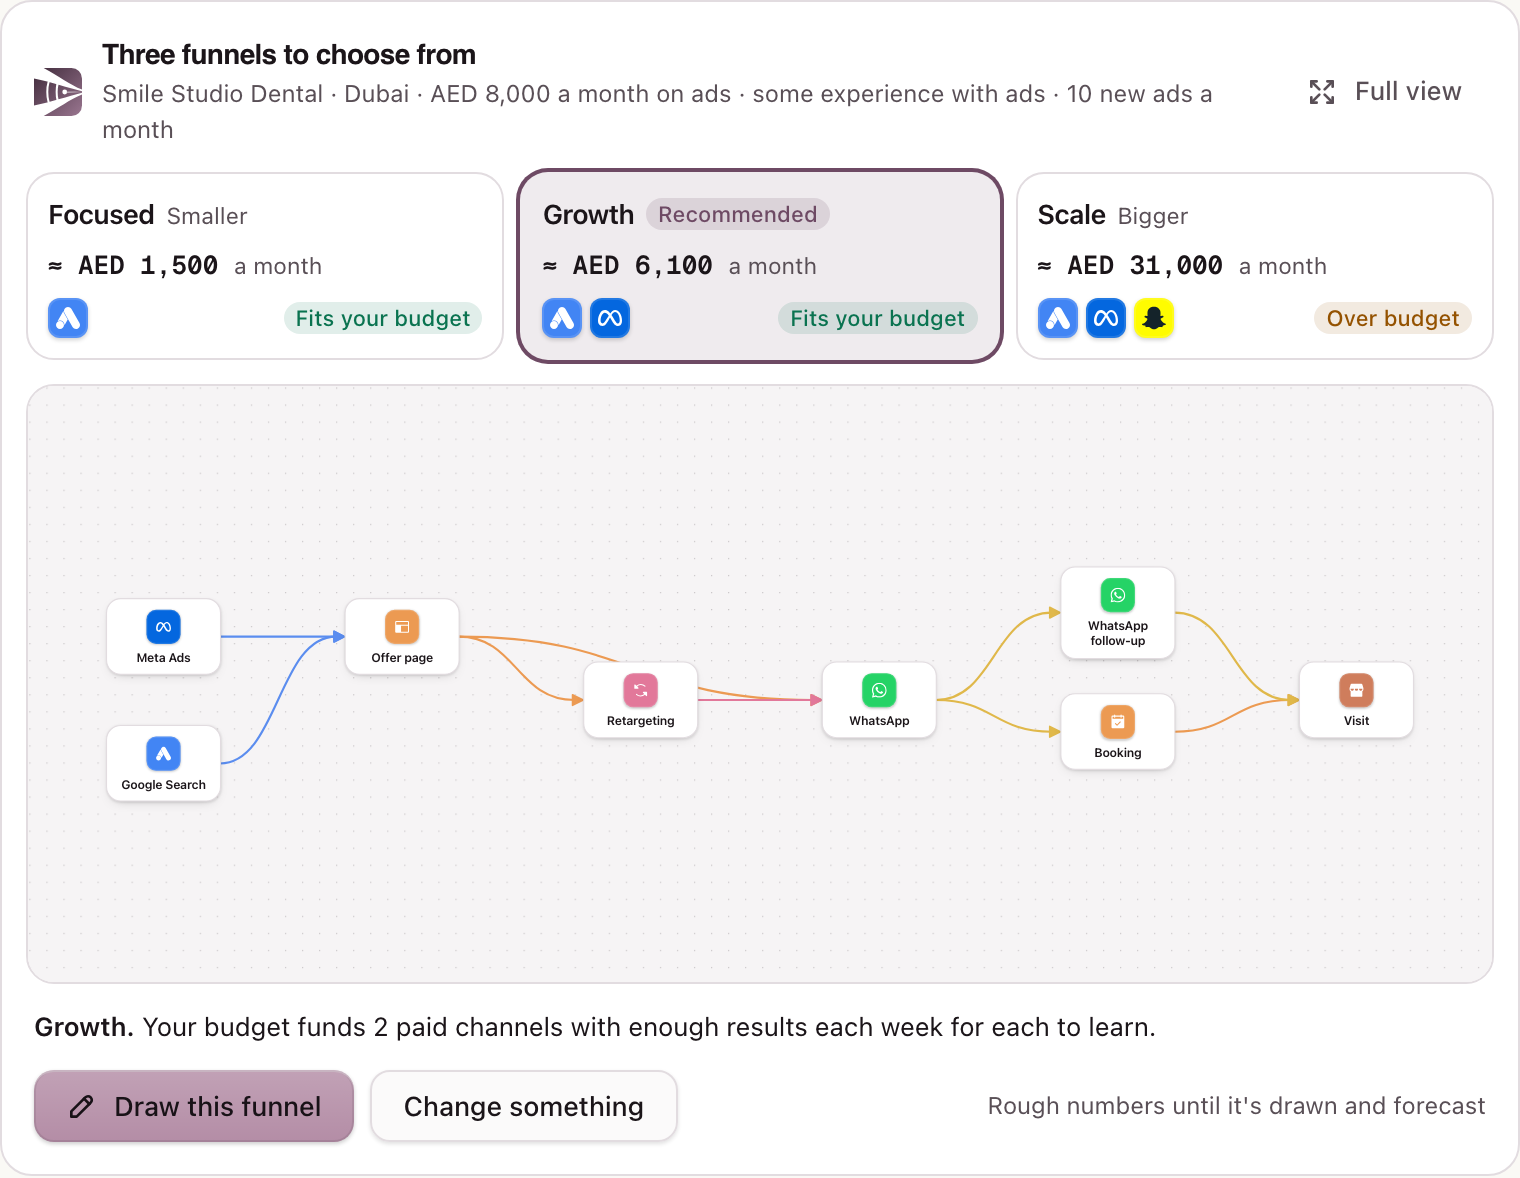 Three funnels to choose from
Smile Studio Dental · Dubai · AED 8,000 a month on ads · some experience with ads · 10 new ads a
month
Full view
Focused Smaller
≈ AED 1,500 a month
Fits your budget
Growth Recommended
≈ AED 6,100 a month
Fits your budget
Scale Bigger
≈ AED 31,000 a month
Over budget
Meta Ads
Google Search
Offer page
Retargeting
WhatsApp
WhatsApp
follow-up
Booking
Visit
Growth. Your budget funds 2 paid channels with enough results each week for each to learn.
Draw this funnel
Change something
Rough numbers until it's drawn and forecast